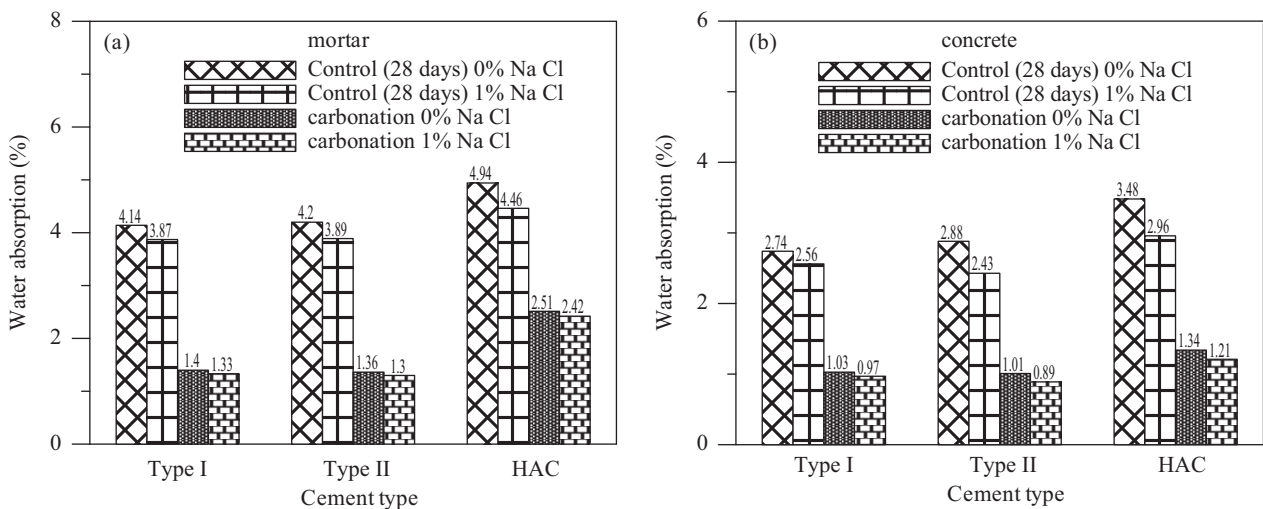 (a)
mortar
Control (28 days) 0% Na Cl
Control (28 days) 1% Na Cl
carbonation 0% Na Cl
carbonation 1% Na Cl
Water absorption (%)
8
6
4
2
0
4.14
3.87
1.4
1.33
4.2
3.89
1.36
1.3
4.94
4.46
2.51
2.42
Type I
Type II
HAC
Cement type
(b)
concrete
Control (28 days) 0% Na Cl
Control (28 days) 1% Na Cl
carbonation 0% Na Cl
carbonation 1% Na Cl
Water absorption (%)
6
4
2
0
2.74
2.56
1.03
0.97
2.88
2.43
1.01
0.89
3.48
2.96
1.34
1.21
Type I
Type II
HAC
Cement type